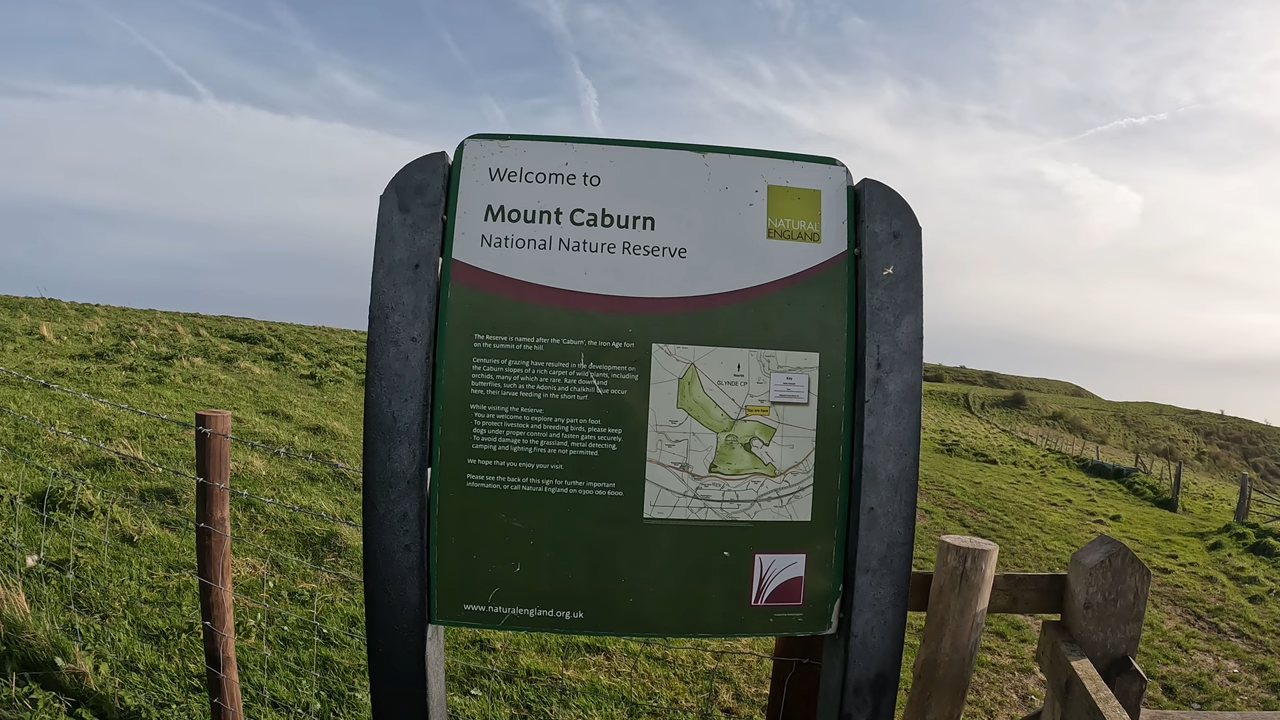 Welcome to
Mount Caburn
National Nature Reserve
NATURAL
ENGLAND
The Reserve is named after the 'Caburn', the Iron Age fort
on the summit of the hill.
Centuries of grazing have resulted in the development on
the Caburn slopes of a rich carpet of wild plants, including
orchids, many of which are rare. Rare downland
butterflies, such as the Adonis and chalkhill blue occur
here, their larvae feeding in the short turf.
While visiting the Reserve:
- You are welcome to explore any part on foot.
- To protect livestock and breeding birds, please keep
dogs under proper control and fasten gates securely.
- To avoid damage to the grassland, metal detecting,
camping and lighting fires are not permitted.
We hope that you enjoy your visit.
Please see the back of this sign for further important
information, or call Natural England on 0300 060 6000.
North
GLYNDE CP
Key
You are here
www.naturalengland.org.uk